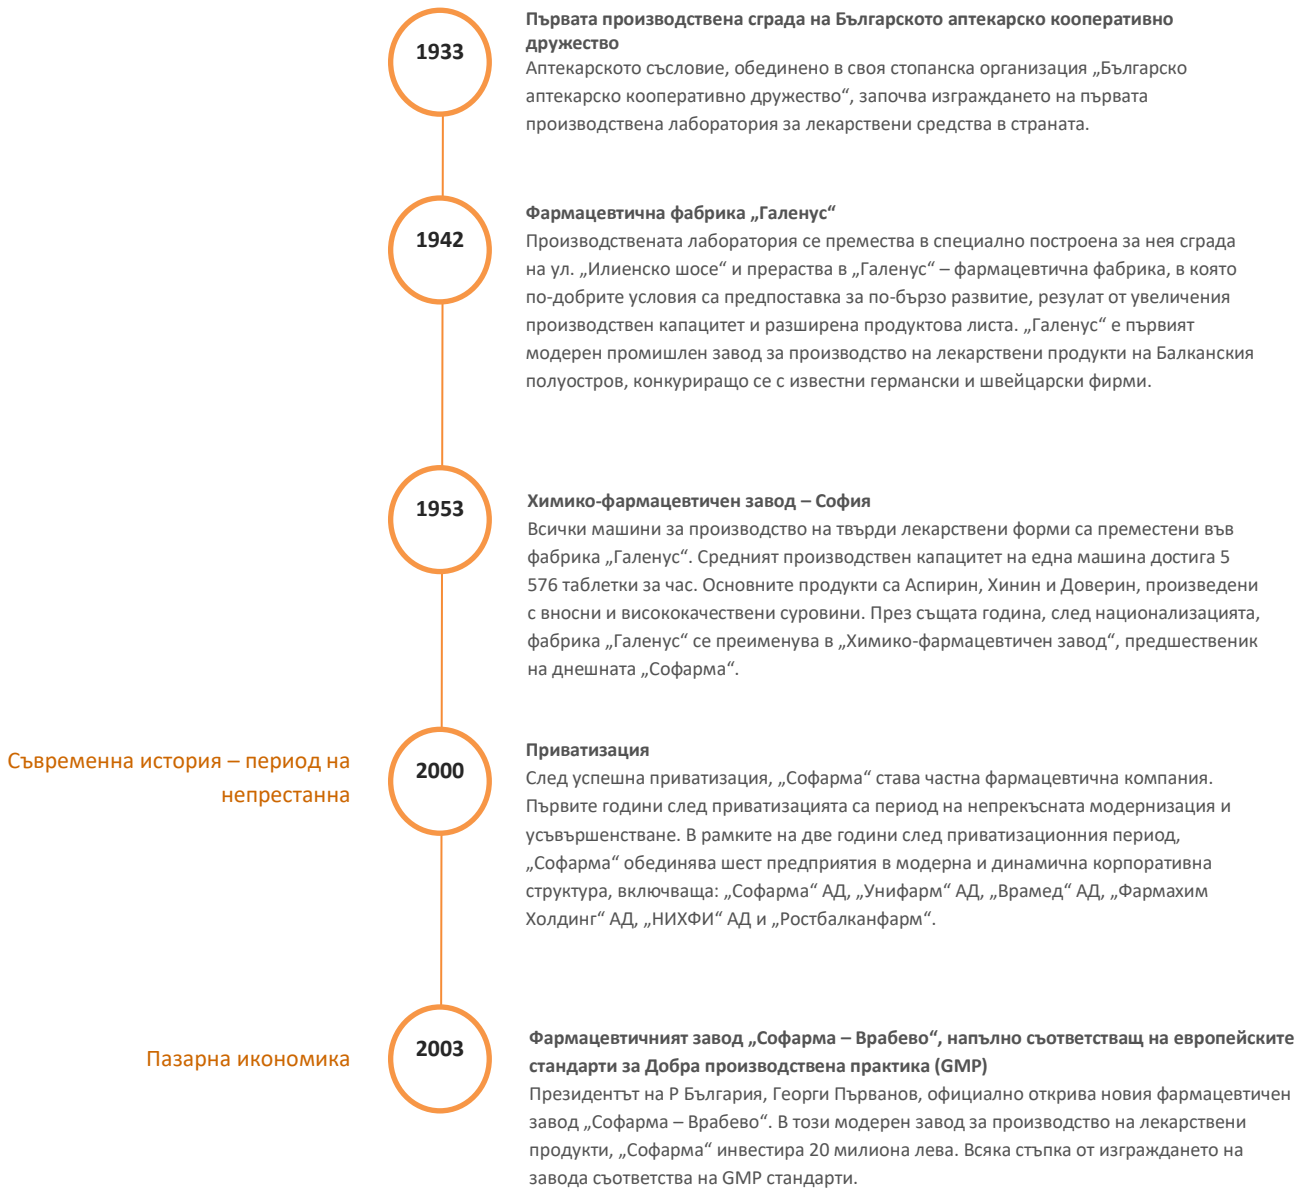 1933
Първата производствена сграда на Българското аптекарско кооперативно
дружество
Аптекарското съсловие, обединено в своя стопанска организация „Българско
аптекарско кооперативно дружество“, започва изграждането на първата
производствена лаборатория за лекарствени средства в страната.
1942
Фармацевтична фабрика „Галенус“
Производствената лаборатория се премества в специално построена за нея сграда
на ул. „Илиенско шосе“ и прераства в „Галенус“ – фармацевтична фабрика, в която
по-добрите условия са предпоставка за по-бързо развитие, резулат от увеличения
производствен капацитет и разширена продуктова листа. „Галенус“ е първият
модерен промишлен завод за производство на лекарствени продукти на Балканския
полуостров, конкуриращо се с известни германски и швейцарски фирми.
1953
Химико-фармацевтичен завод – София
Всички машини за производство на твърди лекарствени форми са преместени във
фабрика „Галенус“. Средният производствен капацитет на една машина достига 5
576 таблетки за час. Основните продукти са Аспирин, Хинин и Доверин, произведени
с вносни и висококачествени суровини. През същата година, след национализацията,
фабрика „Галенус“ се преименува в „Химико-фармацевтичен завод“, предшественик
на днешната „Софарма“.
Съвременна история – период на
непрестанна
2000
Приватизация
След успешна приватизация, „Софарма“ става частна фармацевтична компания.
Първите години след приватизацията са период на непрекъсната модернизация и
усъвършенстване. В рамките на две години след приватизационния период,
„Софарма“ обединява шест предприятия в модерна и динамична корпоративна
структура, включваща: „Софарма“ АД, „Унифарм“ АД, „Врамед“ АД, „Фармахим
Холдинг“ АД, „НИХФИ“ АД и „Ростбалканфарм“.
Пазарна икономика
2003
Фармацевтичният завод „Софарма – Врабево“, напълно съответстващ на европейските
стандарти за Добра производствена практика (GMP)
Президентът на Р България, Георги Първанов, официално открива новия фармацевтичен
завод „Софарма – Врабево“. В този модерен завод за производство на лекарствени
продукти, „Софарма“ инвестира 20 милиона лева. Всяка стъпка от изграждането на
завода съответства на GMP стандарти.